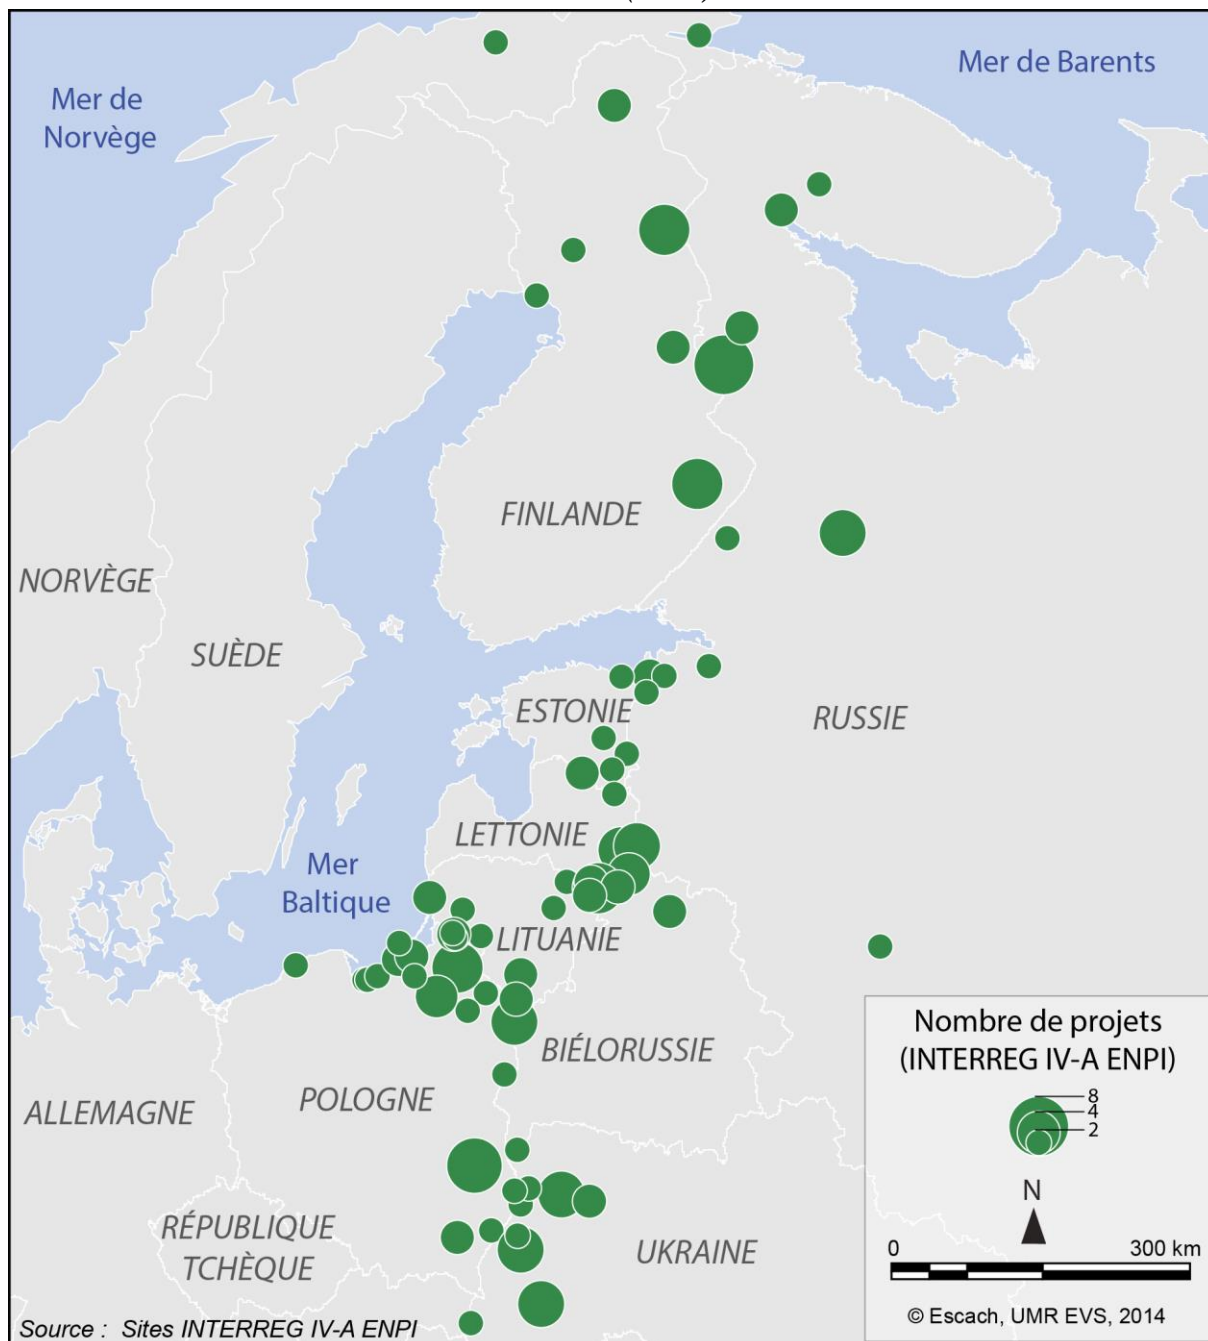 Mer de Barents
Mer de
Norvège
FINLANDE
NORVÈGE
SUÈDE
ESTONIE
RUSSIE
LETTONIE
Mer
Baltique
LITUANIE
BIÉLORUSSIE
POLOGNE
ALLEMAGNE
RÉPUBLIQUE
TCHÈQUE
UKRAINE
Nombre de projets
(INTERREG IV-A ENPI)
8
4
2
N
0 300 km
© Escach, UMR EVS, 2014
Source : Sites INTERREG IV-A ENPI